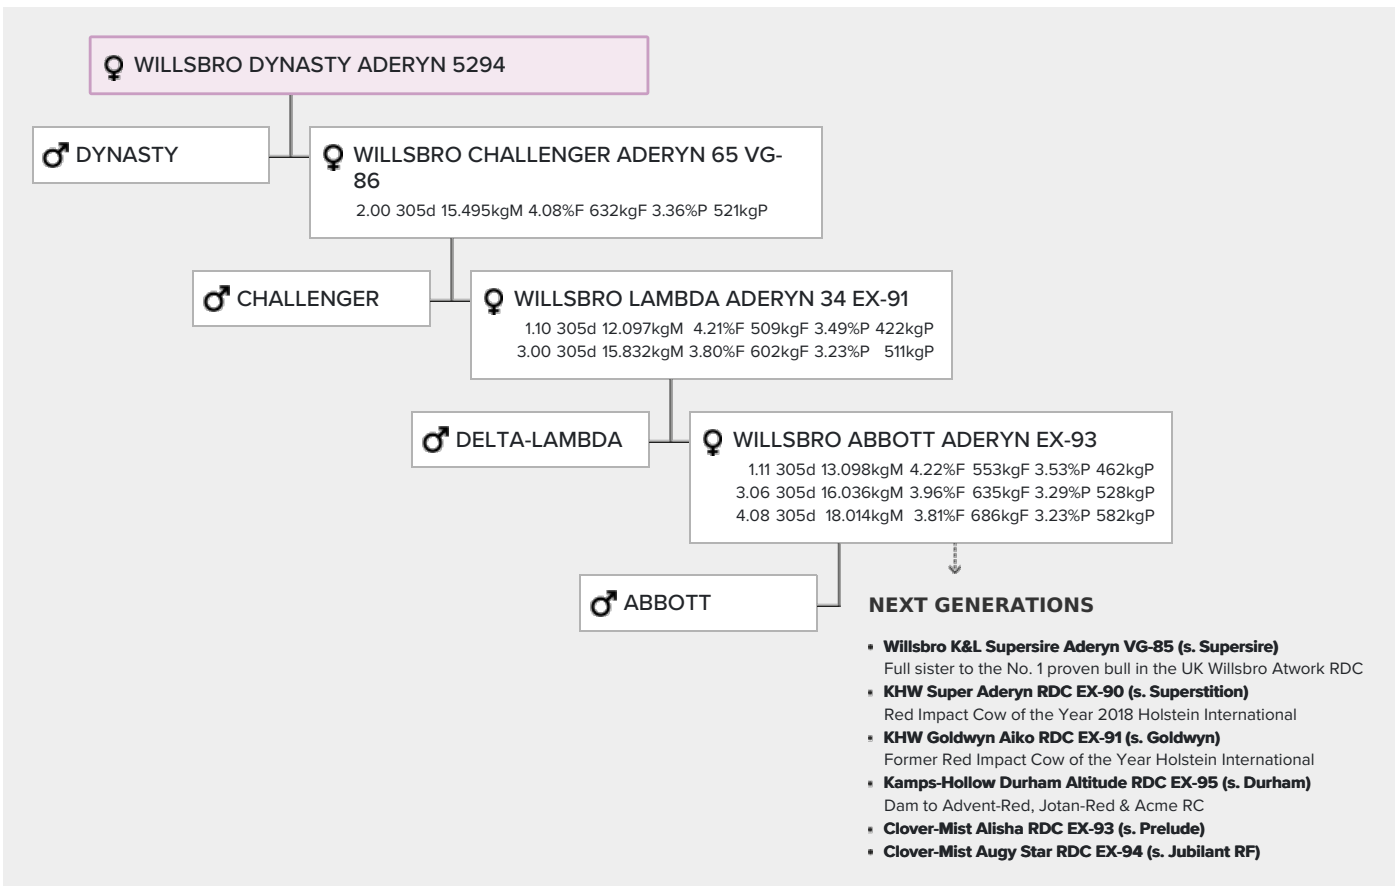 WILLSBRO DYNASTY ADERYN 5294
DYNASTY
WILLSBRO CHALLENGER ADERYN 65 VG-
86
2.00 305d 15.495kgM 4.08%F 632kgF 3.36%P 521kgP
CHALLENGER
WILLSBRO LAMBDA ADERYN 34 EX-91
1.10 305d 12.097kgM 4.21%F 509kgF 3.49%P 422kgP
3.00 305d 15.832kgM 3.80%F 602kgF 3.23%P 511kgP
DELTA-LAMBDA
WILLSBRO ABBOTT ADERYN EX-93
1.11 305d 13.098kgM 4.22%F 553kgF 3.53%P 462kgP
3.06 305d 16.036kgM 3.96%F 635kgF 3.29%P 528kgP
4.08 305d 18.014kgM 3.81%F 686kgF 3.23%P 582kgP
ABBOTT
NEXT GENERATIONS
• Willsbro K&L Supersire Aderyn VG-85 (s. Supersire)
Full sister to the No. 1 proven bull in the UK Willsbro Atwork RDC
• KHW Super Aderyn RDC EX-90 (s. Superstition)
Red Impact Cow of the Year 2018 Holstein International
• KHW Goldwyn Aiko RDC EX-91 (s. Goldwyn)
Former Red Impact Cow of the Year Holstein International
• Kamps-Hollow Durham Altitude RDC EX-95 (s. Durham)
Dam to Advent-Red, Jotan-Red & Acme RC
• Clover-Mist Alisha RDC EX-93 (s. Prelude)
• Clover-Mist Augy Star RDC EX-94 (s. Jubilant RF)